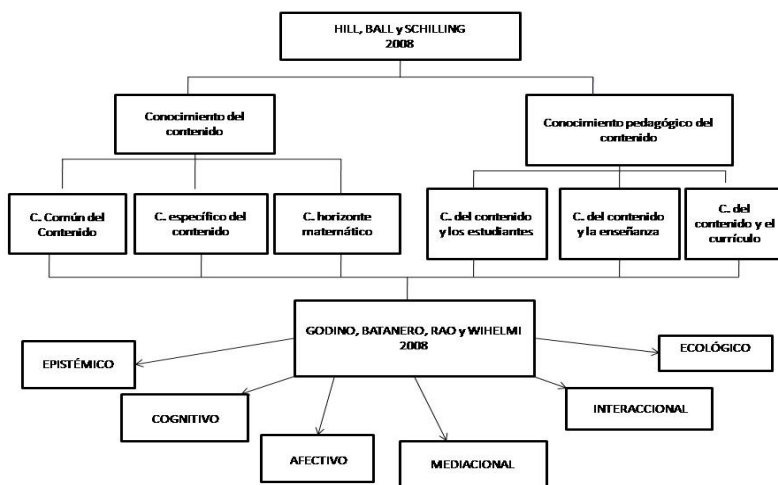 HILL, BALL y SCHILLING
2008
Conocimiento del
contenido
Conocimiento pedagógico del
contenido
C. Común del
Contenido
C. específico del
contenido
C. horizonte
matemático
C. del contenido
y los estudiantes
C. del contenido
y la enseñanza
C. del
contenido y el
currículo
GODINO, BATANERO, RAO y WIHELMI
2008
EPISTÉMICO
ECOLÓGICO
COGNITIVO
INTERACCIONAL
AFECTIVO
MEDIACIONAL